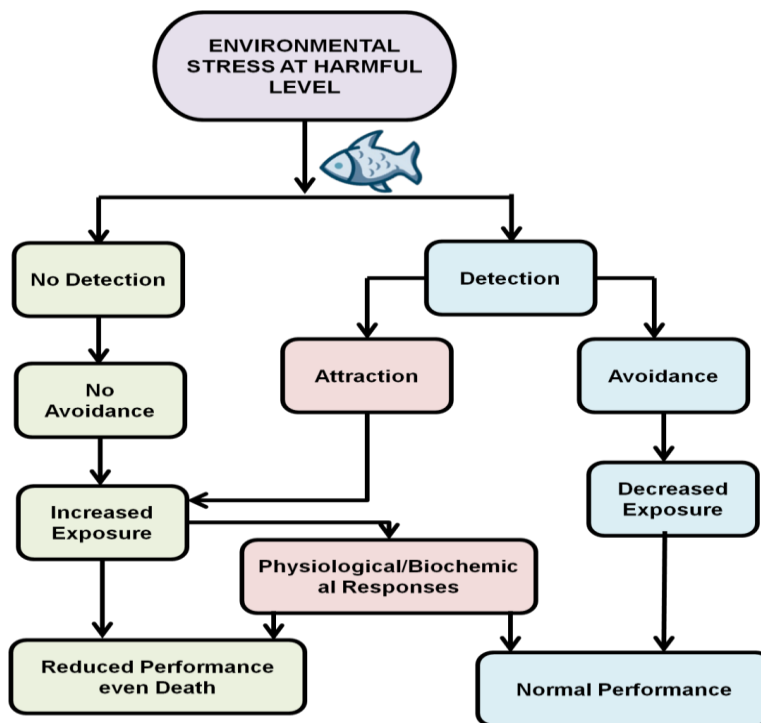 ENVIRONMENTAL
STRESS AT HARMFUL
LEVEL
No Detection
Detection
Attraction
Avoidance
No
Avoidance
Increased
Exposure
Decreased
Exposure
Physiological/Biochemic
al Responses
Reduced Performance
even Death
Normal Performance